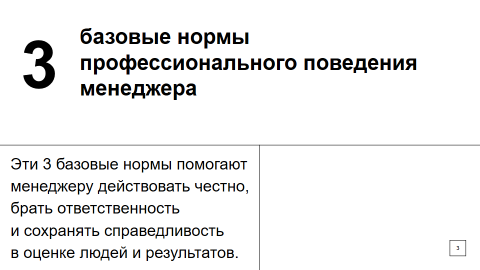 3
базовые нормы
профессионального поведения
менеджера
Эти 3 базовые нормы помогают
менеджеру действовать честно,
брать ответственность
и сохранять справедливость
в оценке людей и результатов.
3